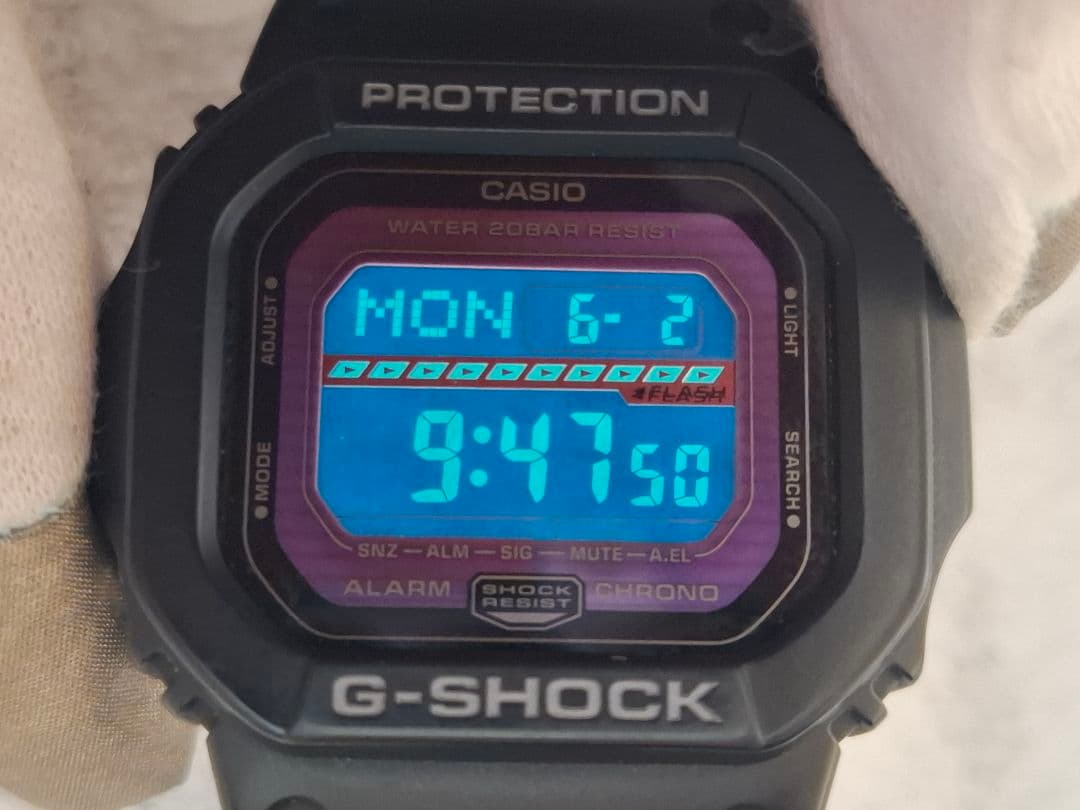 PROTECTION
CASIO
WATER 20BAR RESIST
ADJUST
LIGHT
MON 6- 2
FLASH
9:47 50
MODE
SEARCH
SNZ — ALM — SIG — MUTE — A.EL
ALARM SHOCK RESIST CHRONO
G-SHOCK